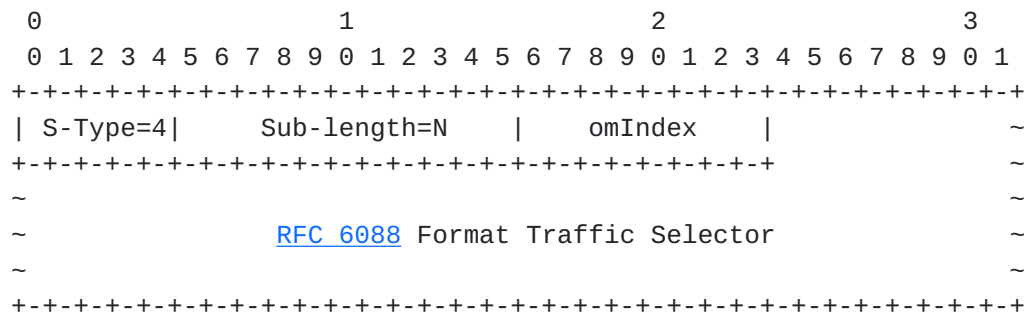 0                   1                   2                   3
 0 1 2 3 4 5 6 7 8 9 0 1 2 3 4 5 6 7 8 9 0 1 2 3 4 5 6 7 8 9 0 1
+-+-+-+-+-+-+-+-+-+-+-+-+-+-+-+-+-+-+-+-+-+-+-+-+-+-+-+-+-+-+-+-+
| S-Type=4|     Sub-length=N    |    omIndex    |               ~
+-+-+-+-+-+-+-+-+-+-+-+-+-+-+-+-+-+-+-+-+-+-+-+-+               ~
~                                                               ~
~                RFC 6088 Format Traffic Selector               ~
~                                                               ~
+-+-+-+-+-+-+-+-+-+-+-+-+-+-+-+-+-+-+-+-+-+-+-+-+-+-+-+-+-+-+-+-+